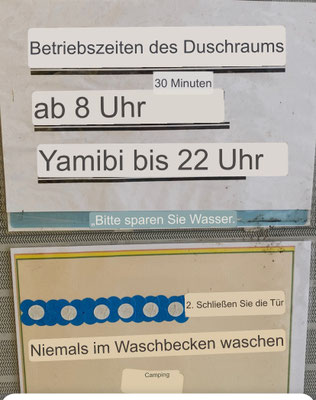 Betriebszeiten des Duschraums
30 Minuten
ab 8 Uhr
Yamibi bis 22 Uhr
„Bitte sparen Sie Wasser.
2. Schließen Sie die Tür
Niemals im Waschbecken waschen
Camping